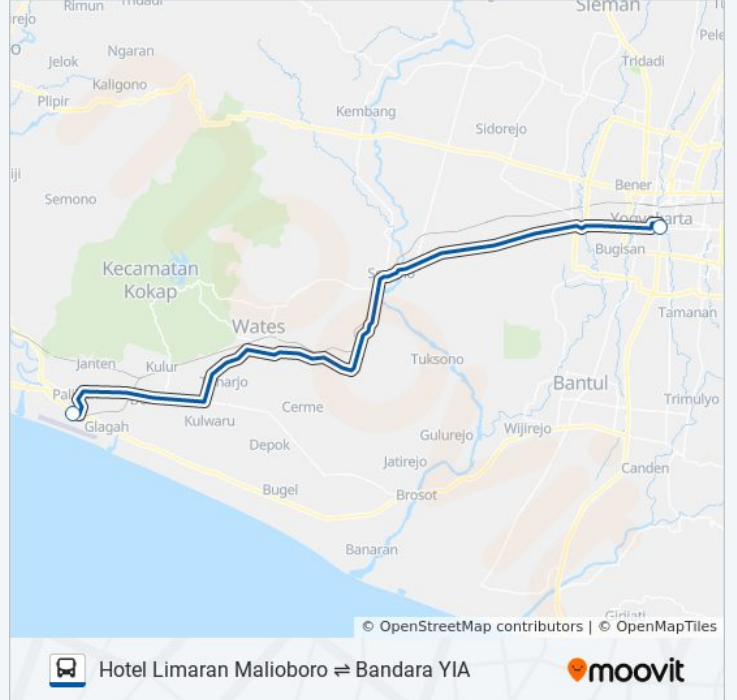 Rimun
Sleman
Ngaran
Jelok
Tridadi
Kaligono
Plipir
Kembang
Sidorejo
Semono
Bener
Yogyakarta
Bugisan
Kecamatan
Kokap
Tamanan
Wates
Janten
Kulur
Tuksono
Bantul
Trimulyo
Cerme
Glagah
Kulwaru
Wijirejo
Gulurejo
Depok
Jatirejo
Canden
Bugel
Brosot
Banaran
© OpenStreetMap contributors | © OpenMapTiles
Hotel Limaran Malioboro ⇌ Bandara YIA
moovit